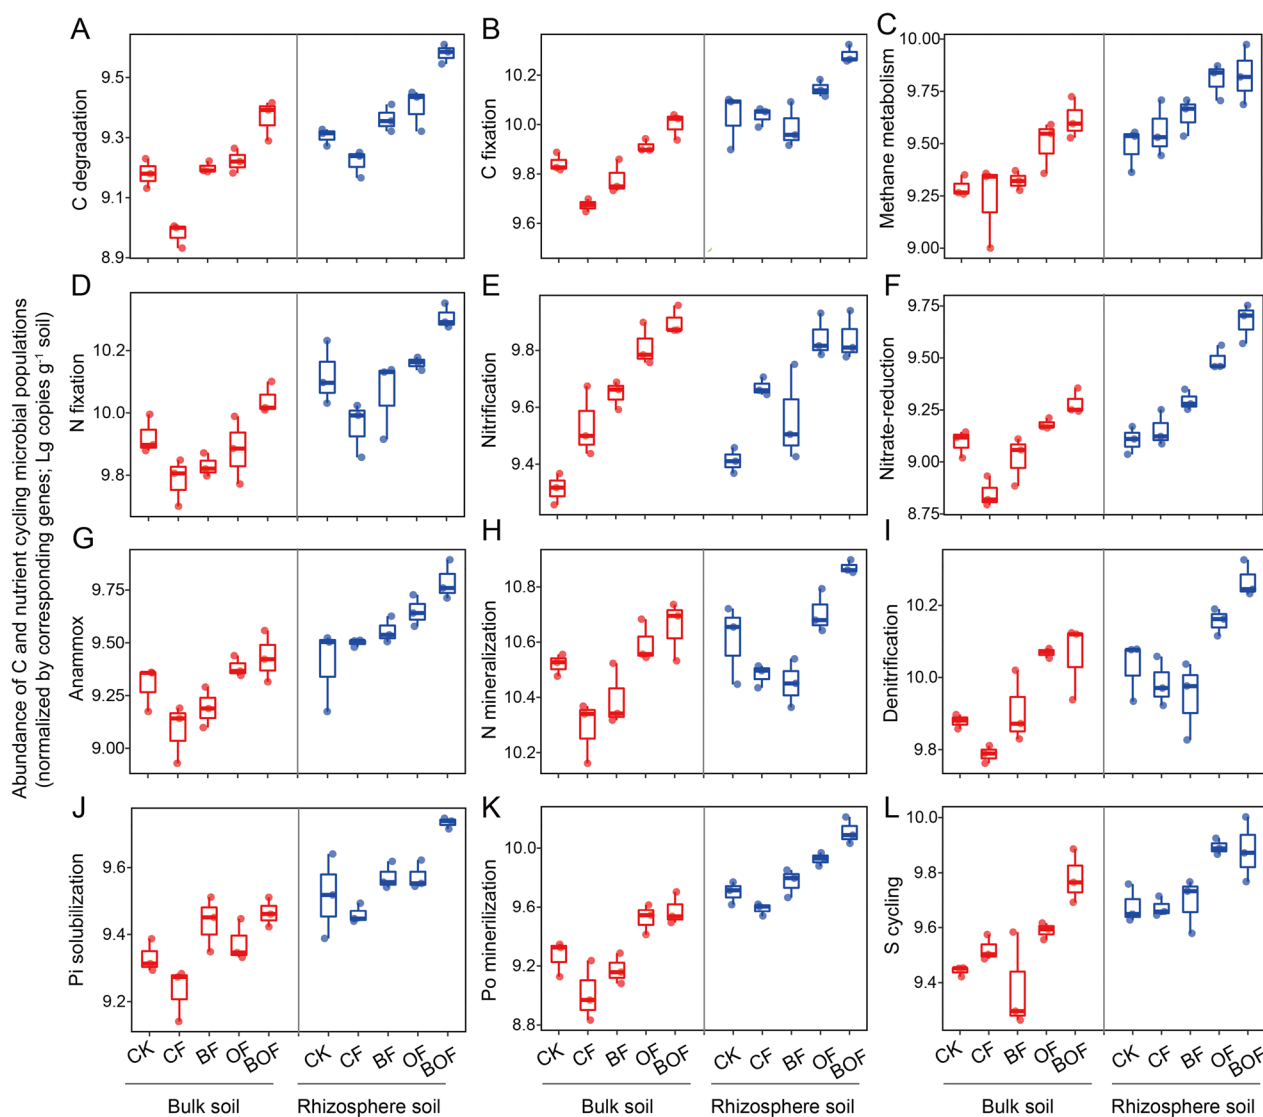 Abundance of C and nutrient cycling microbial populations
(normalized by corresponding genes; Lg copies g⁻¹ soil)
A
C degradation
9.5
9.3
9.1
8.9
B
C fixation
10.2
10.0
9.8
9.6
C
Methane metabolism
10.00
9.75
9.50
9.25
9.00
D
N fixation
10.2
10.0
9.8
E
Nitrification
9.8
9.6
9.4
F
Nitrate-reduction
9.75
9.50
9.25
9.00
8.75
G
Anammox
9.75
9.50
9.25
9.00
H
N mineralization
10.8
10.6
10.4
10.2
I
Denitrification
10.2
10.0
9.8
J
Pi solubilization
9.6
9.4
9.2
K
Po minerilization
10.0
9.6
9.2
8.8
L
S cycling
10.0
9.8
9.6
9.4
CK CF BF OF BOF CK CF BF OF BOF
Bulk soil Rhizosphere soil
CK CF BF OF BOF CK CF BF OF BOF
Bulk soil Rhizosphere soil
CK CF BF OF BOF CK CF BF OF BOF
Bulk soil Rhizosphere soil